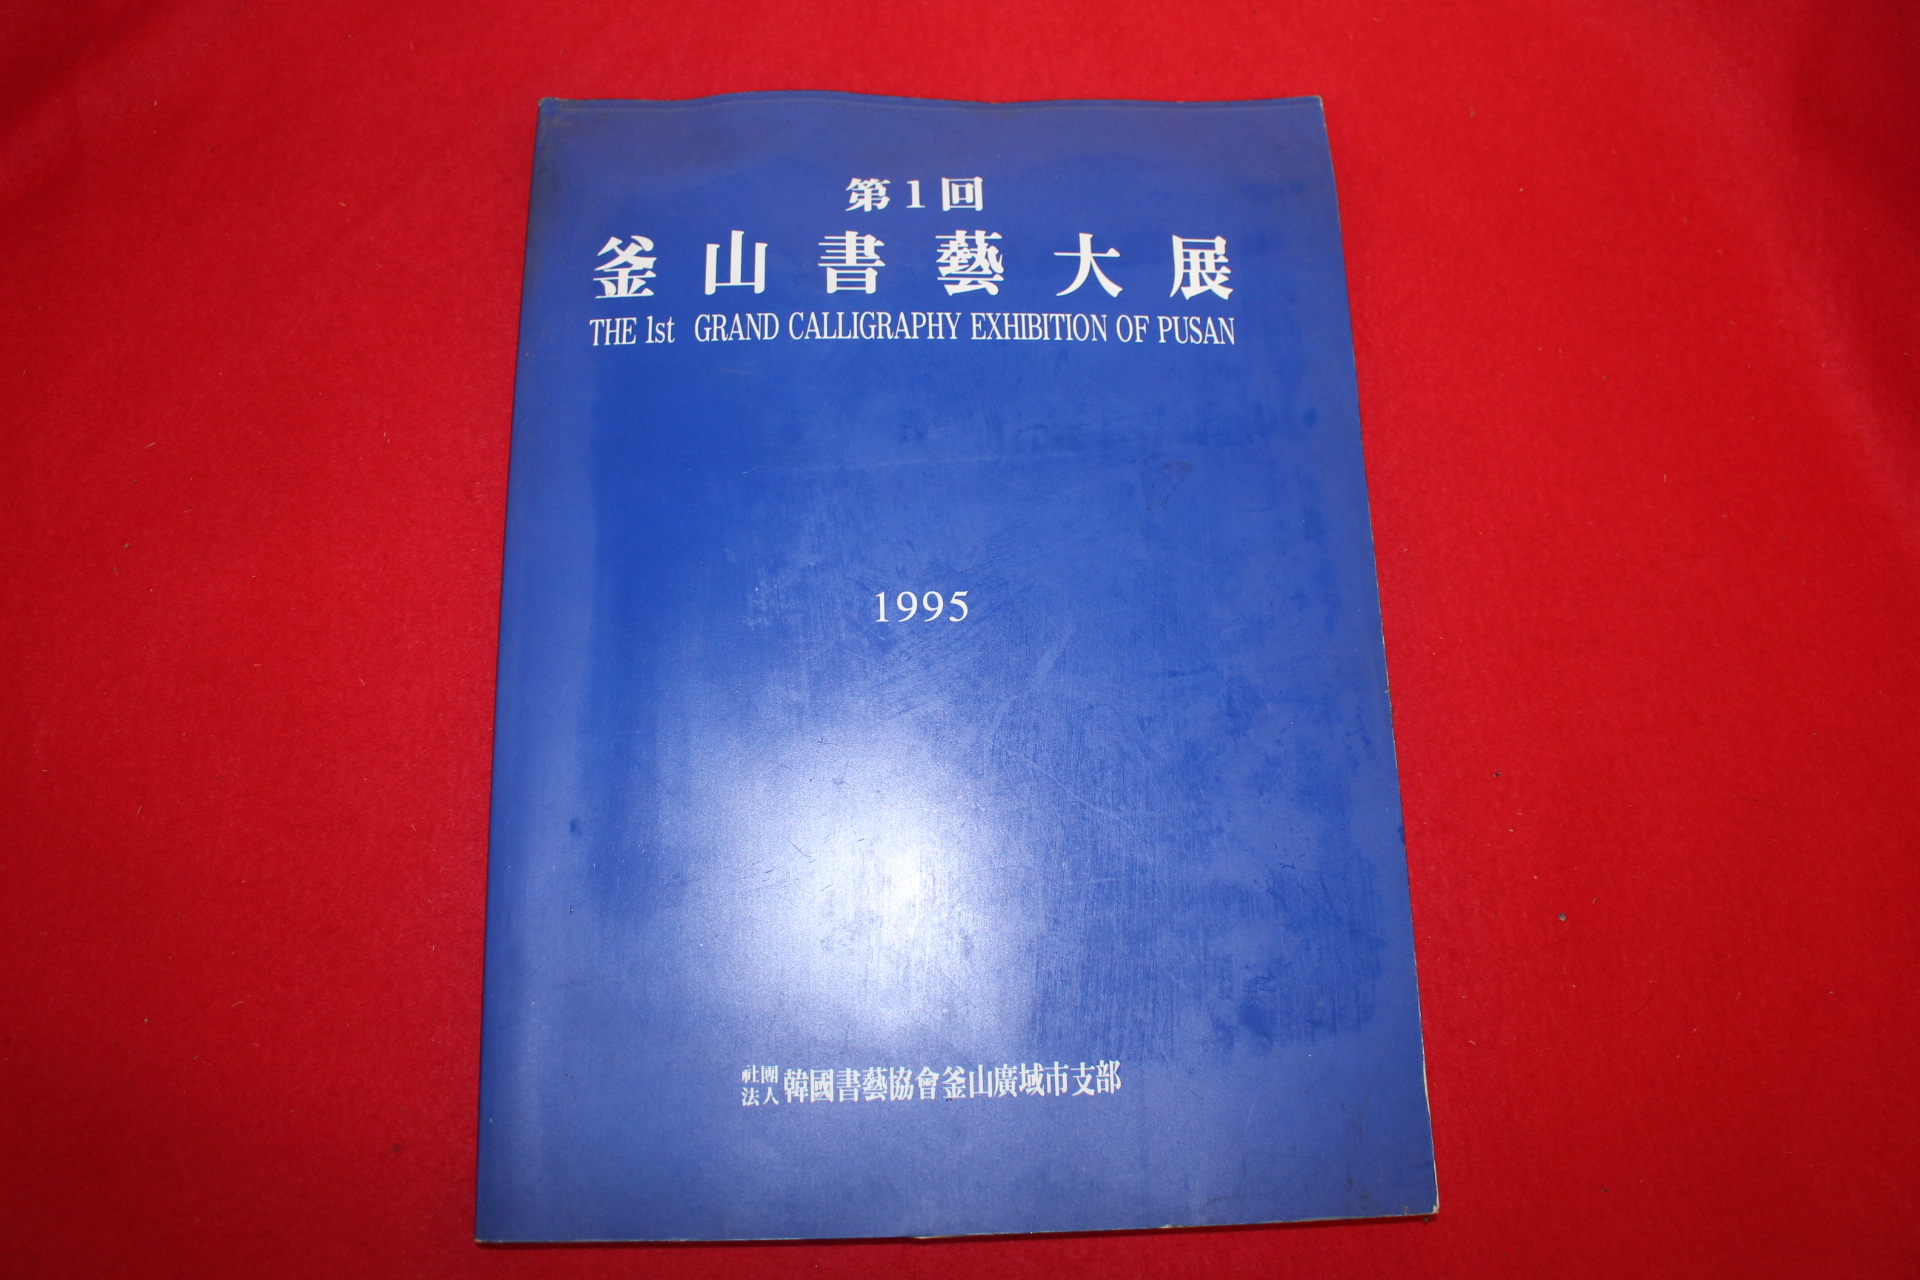 第1回
釜山書藝大展
THE 1st GRAND CALLIGRAPHY EXHIBITION OF PUSAN
1995
社團法人 韓國書藝協會釜山廣域市支部